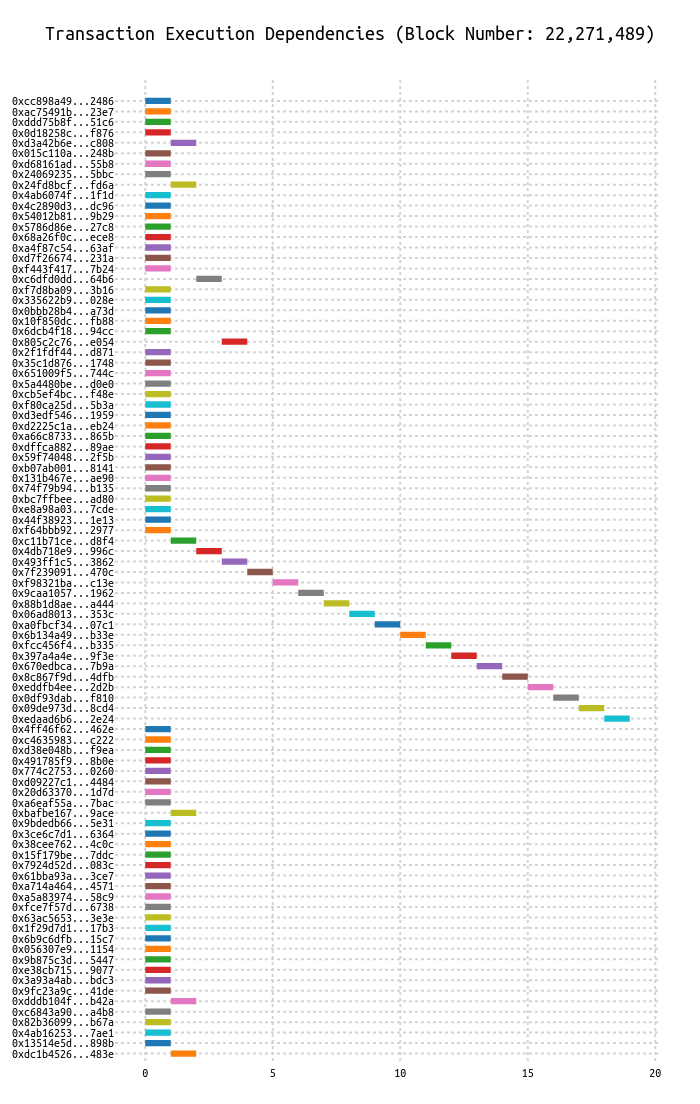 Transaction Execution Dependencies (Block Number: 22,271,489)
0xcc898a49...2486
0xac75491b...23e7
0xddd75b8f...51c6
0x0d18258c...f876
0xd3a42b6e...c808
0x015c110a...248b
0xd68161ad...55b8
0x24069235...5bbc
0x24fd8bcf...fd6a
0x4ab6074f...1f1d
0x4c2890d3...dc96
0x54012b81...9b29
0x5786d86e...27c8
0x68a26f0c...ece8
0xa4f87c54...63af
0xd7f26674...231a
0xf443f417...7b24
0xc6dfd0dd...64b6
0xf7d8ba09...3b16
0x335622b9...028e
0x0bbb28b4...a73d
0x10f850dc...fb88
0x6dcb4f18...94cc
0x805c2c76...e054
0x2f1fdf44...d871
0x35c1d876...1748
0x651009f5...744c
0x5a4480be...d0e0
0xcb5ef4bc...f48e
0xf80ca25d...5b3a
0xd3edf546...1959
0xd2225c1a...eb24
0xa66c8733...865b
0xdffca882...89ae
0x59f74048...2f5b
0xb07ab001...8141
0x131b467e...ae90
0x74f79b94...b135
0xbc7ffbee...ad80
0xe8a98a03...7cde
0x44f38923...1e13
0xf64bbb92...2977
0xc11b71ce...d8f4
0x4db718e9...996c
0x493ff1c5...3862
0x7f239091...470c
0xf98321ba...c13e
0x9caa1057...1962
0x88b1d8ae...a444
0x06ad8013...353c
0xa0fbcf34...07c1
0x6b134a49...b33e
0xfcc456f4...b335
0x397a4a4e...9f3e
0x670edbca...7b9a
0x8c867f9d...4dfb
0xeddfb4ee...2d2b
0x0df93dab...f810
0x09de973d...8cd4
0xedaad6b6...2e24
0x4ff46f62...462e
0xc4635983...c222
0xd38e048b...f9ea
0x491785f9...8b0e
0x774c2753...0260
0xd09227c1...4484
0x20d63370...1d7d
0xa6eaf55a...7bac
0xbafbe167...9ace
0x9bdedb66...5e31
0x3ce6c7d1...6364
0x38cee762...4c0c
0x15f179be...7ddc
0x7924d52d...083c
0x61bba93a...3ce7
0xa714a464...4571
0xa5a83974...58c9
0xfce7f57d...6738
0x63ac5653...3e3e
0x1f29d7d1...17b3
0x6b9c6dfb...15c7
0x056307e9...1154
0x9b875c3d...5447
0xe38cb715...9077
0x3a93a4ab...bdc3
0x9fc23a9c...41de
0xdddb104f...b42a
0xc6843a90...a4b8
0x82b36099...b67a
0x4ab16253...7ae1
0x13514e5d...898b
0xdc1b4526...483e
0 5 10 15 20